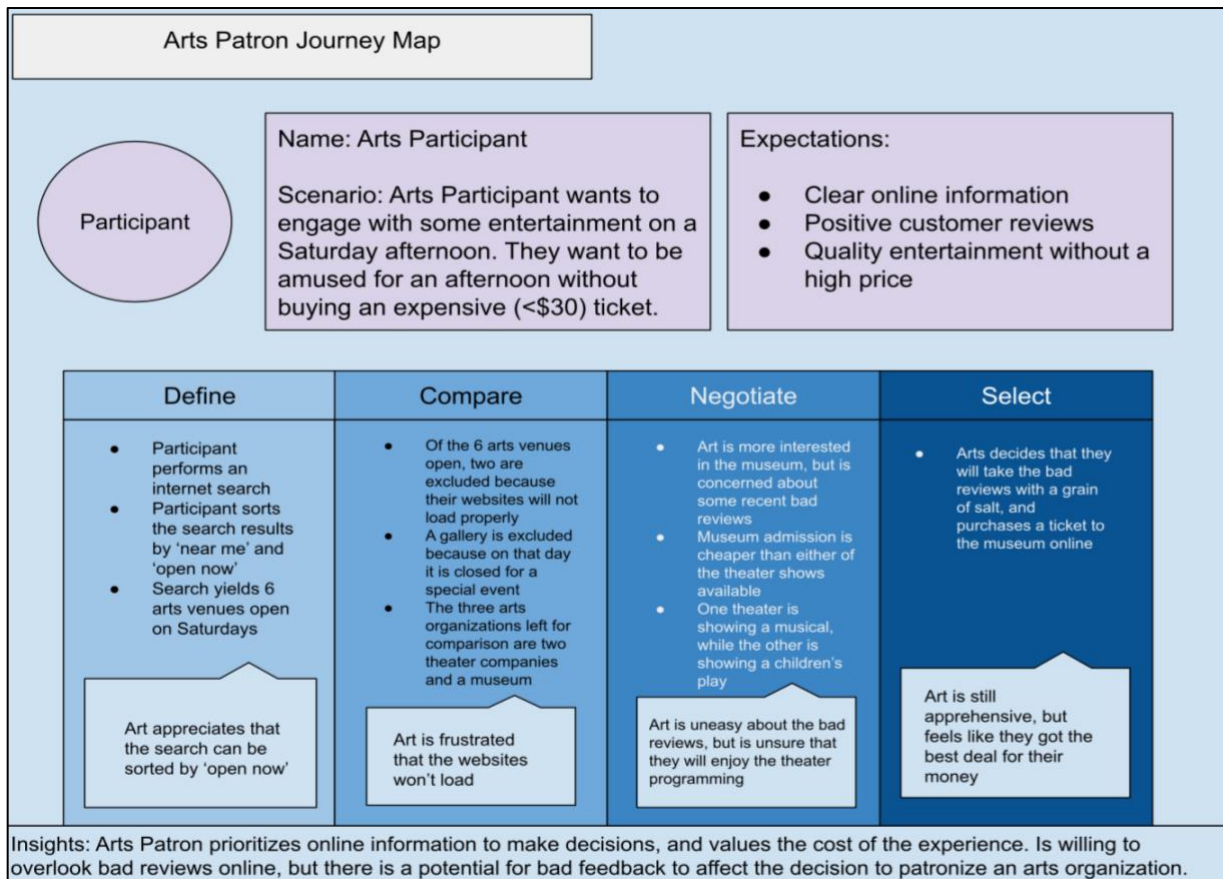 Arts Patron Journey Map
Participant
Name: Arts Participant
Scenario: Arts Participant wants to
engage with some entertainment on a
Saturday afternoon. They want to be
amused for an afternoon without
buying an expensive (<$30) ticket.
Expectations:
● Clear online information
● Positive customer reviews
● Quality entertainment without a
high price
Define
● Participant
performs an
internet search
● Participant sorts
the search results
by ‘near me’ and
‘open now’
● Search yields 6
arts venues open
on Saturdays
Art appreciates that
the search can be
sorted by ‘open now’
Compare
● Of the 6 arts venues
open, two are
excluded because
their websites will not
load properly
● A gallery is excluded
because on that day
it is closed for a
special event
● The three arts
organizations left for
comparison are two
theater companies
and a museum
Art is frustrated
that the websites
won’t load
Negotiate
● Art is more interested
in the museum, but is
concerned about
some recent bad
reviews
● Museum admission is
cheaper than either of
the theater shows
available
● One theater is
showing a musical,
while the other is
showing a children’s
play
Art is uneasy about the bad
reviews, but is unsure that
they will enjoy the theater
programming
Select
● Arts decides that they
will take the bad
reviews with a grain
of salt, and
purchases a ticket to
the museum online
Art is still
apprehensive, but
feels like they got the
best deal for their
money
Insights: Arts Patron prioritizes online information to make decisions, and values the cost of the experience. Is willing to
overlook bad reviews online, but there is a potential for bad feedback to affect the decision to patronize an arts organization.